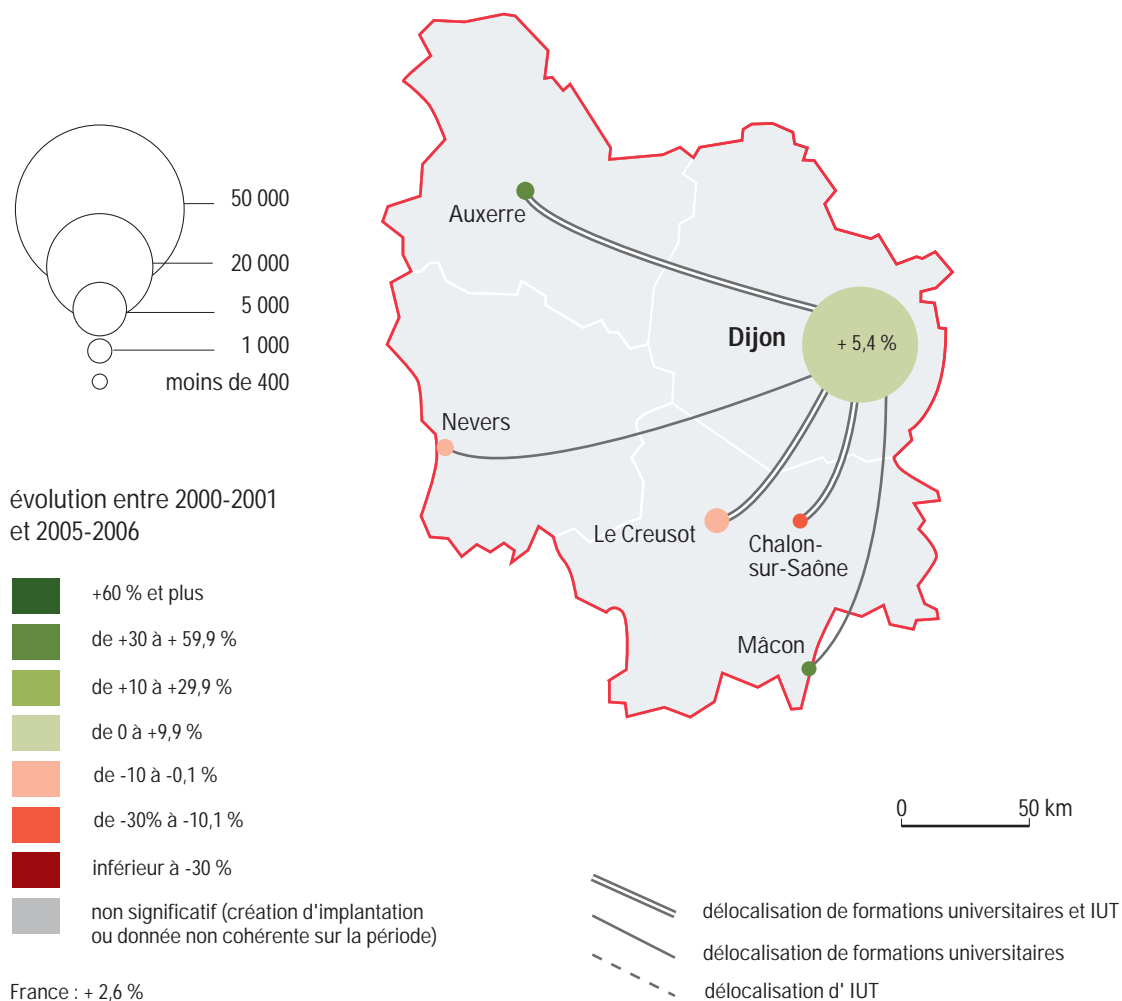 50 000
20 000
5 000
1 000
moins de 400
Auxerre
Dijon
+ 5,4 %
Nevers
Le Creusot
Chalon-
sur-Saône
Mâcon
évolution entre 2000-2001
et 2005-2006
+60 % et plus
de +30 à + 59,9 %
de +10 à +29,9 %
de 0 à +9,9 %
de -10 à -0,1 %
de -30% à -10,1 %
inférieur à -30 %
non significatif (création d'implantation
ou donnée non cohérente sur la période)
France : + 2,6 %
0 50 km
délocalisation de formations universitaires et IUT
délocalisation de formations universitaires
délocalisation d' IUT